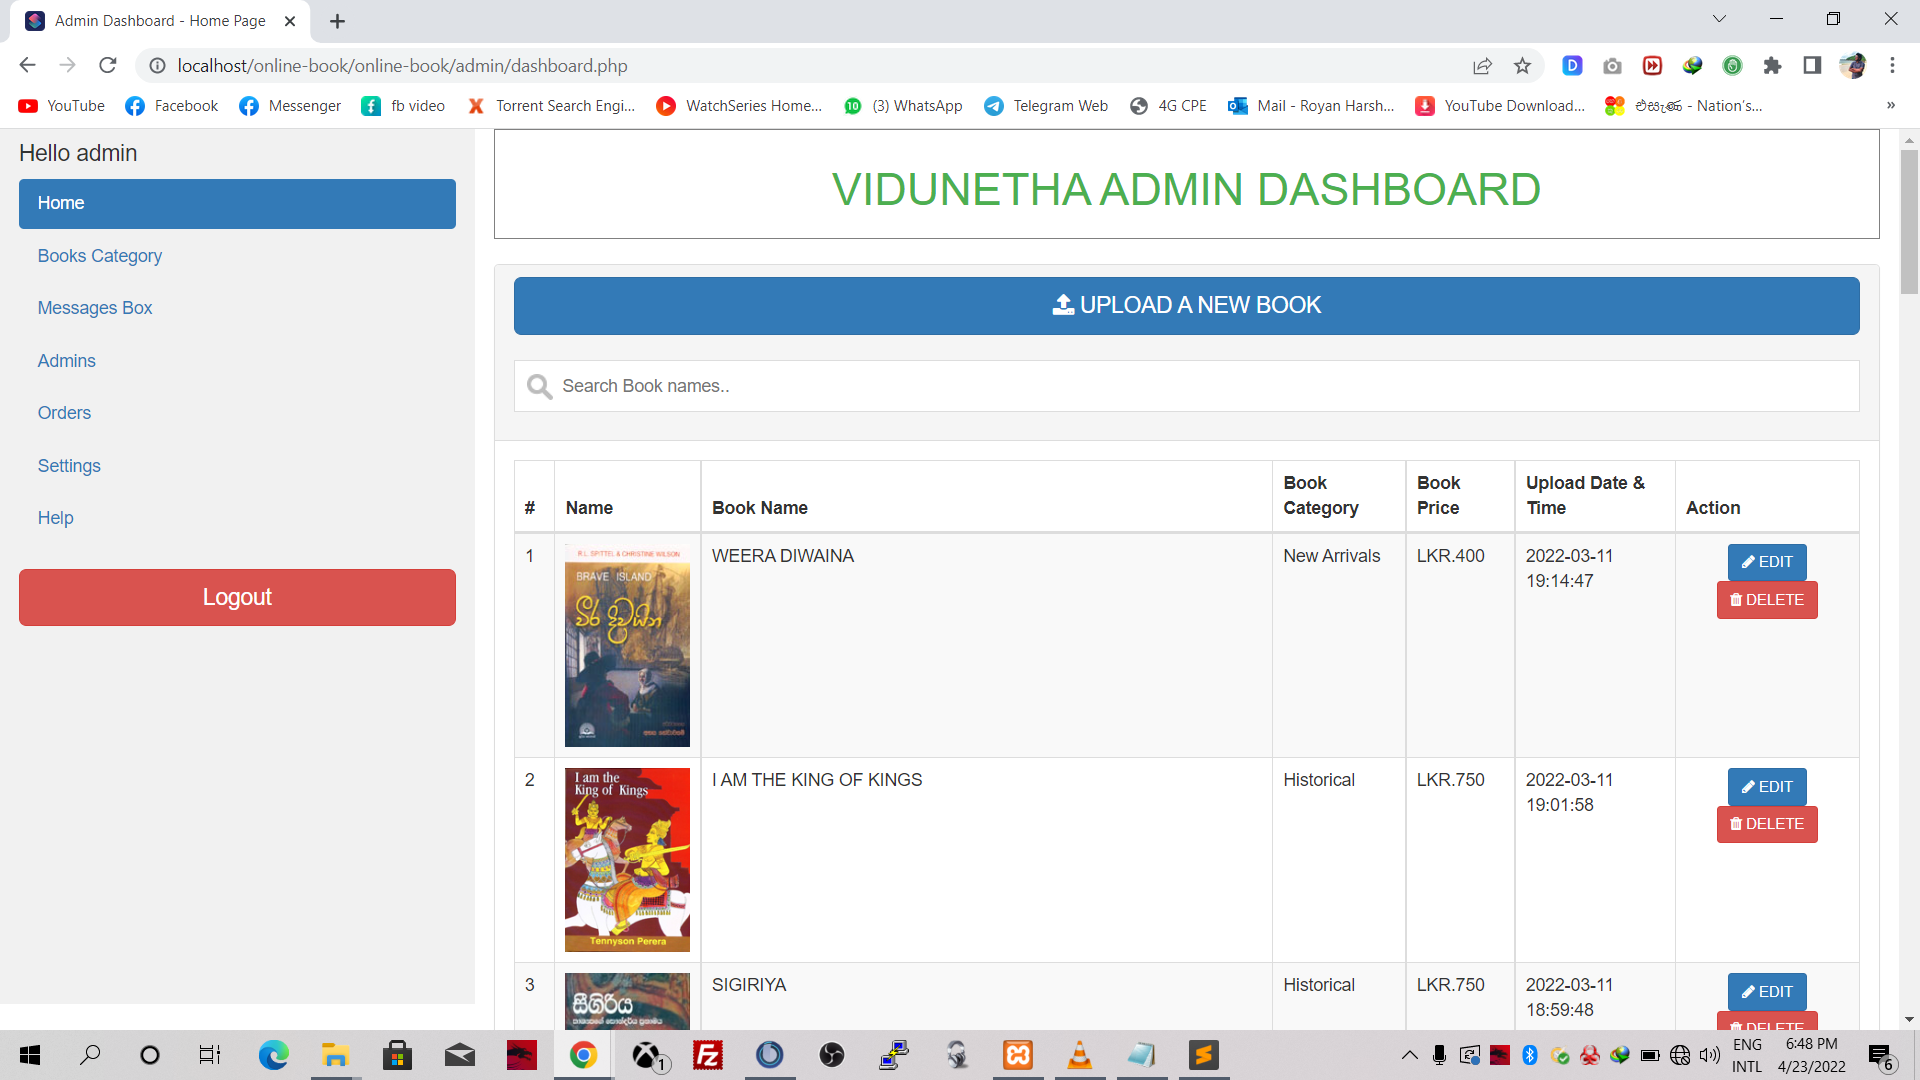 Admin Dashboard - Home Page
localhost/online-book/online-book/admin/dashboard.php
YouTube Facebook Messenger fb video Torrent Search Engi... WatchSeries Home... (3) WhatsApp Telegram Web 4G CPE Mail - Royan Harsh... YouTube Download... එසැණ - Nation's... »
Hello admin
Home
Books Category
Messages Box
Admins
Orders
Settings
Help
Logout
VIDUNETHA ADMIN DASHBOARD
UPLOAD A NEW BOOK
Search Book names..
# Name Book Name Book Category Book Price Upload Date & Time Action
1 WEERA DIWAINA New Arrivals LKR.400 2022-03-11 19:14:47
EDIT
DELETE
R.L. SPITTEL & CHRISTINE WILSON
BRAVE ISLAND
වීර දිවයින
2 I AM THE KING OF KINGS Historical LKR.750 2022-03-11 19:01:58
EDIT
DELETE
I am the
King of Kings
Tennyson Perera
3 SIGIRIYA Historical LKR.750 2022-03-11 18:59:48
EDIT
DELETE
සීගිරිය
ENG
INTL
6:48 PM
4/23/2022
6